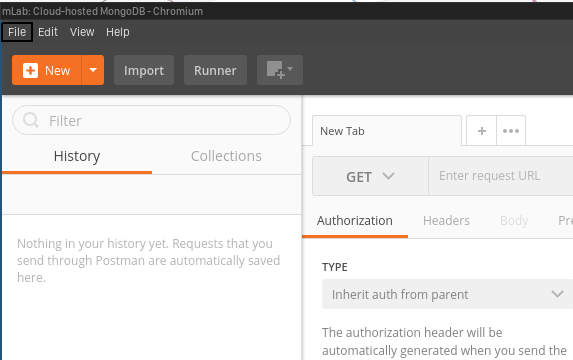 mLab: Cloud-hosted MongoDB - Chromium
File Edit View Help
New Import Runner
Filter
History Collections
Nothing in your history yet. Requests that you
send through Postman are automatically saved
here.
New Tab + •••
GET Enter request URL
Authorization Headers Body Pre
TYPE
Inherit auth from parent
The authorization header will be
automatically generated when you send the